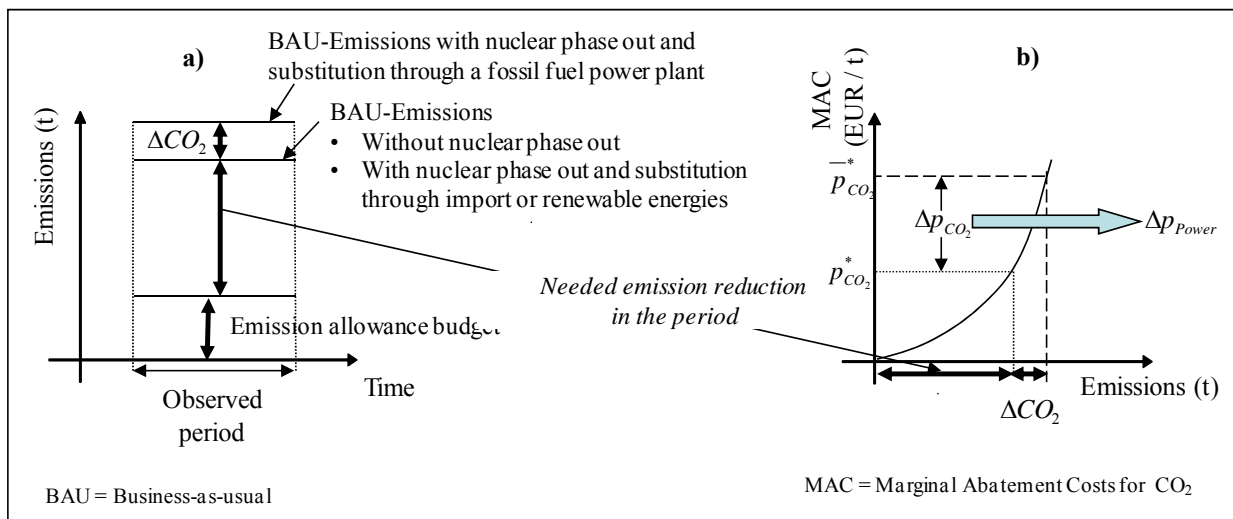 a)
BAU-Emissions with nuclear phase out and
substitution through a fossil fuel power plant
BAU-Emissions
• Without nuclear phase out
• With nuclear phase out and substitution
through import or renewable energies
Emissions (t)
ΔCO₂
Emission allowance budget
Time
Observed
period
BAU = Business-as-usual
Needed emission reduction
in the period
b)
MAC
(EUR / t)
p̅*CO₂
ΔpCO₂
ΔpPower
p*CO₂
Emissions (t)
ΔCO₂
MAC = Marginal Abatement Costs for CO₂